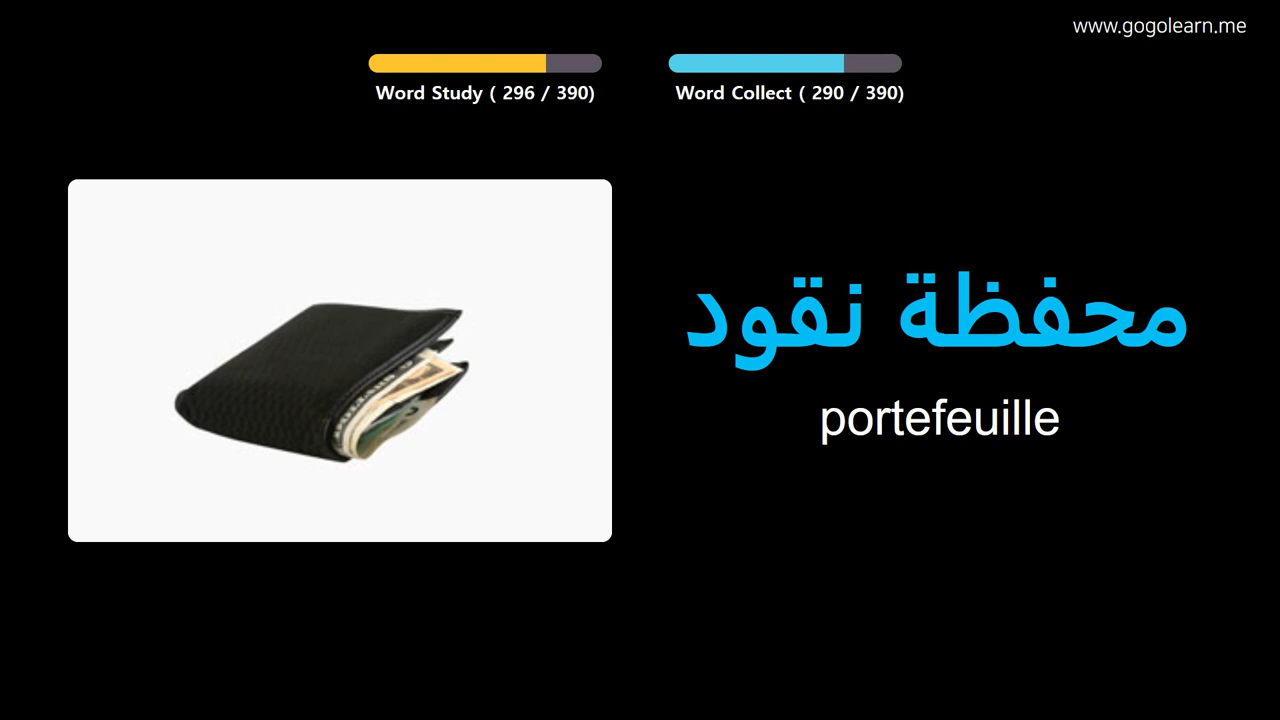 www.gogolearn.me
Word Study ( 296 / 390)
Word Collect ( 290 / 390)
محفظة نقود
portefeuille